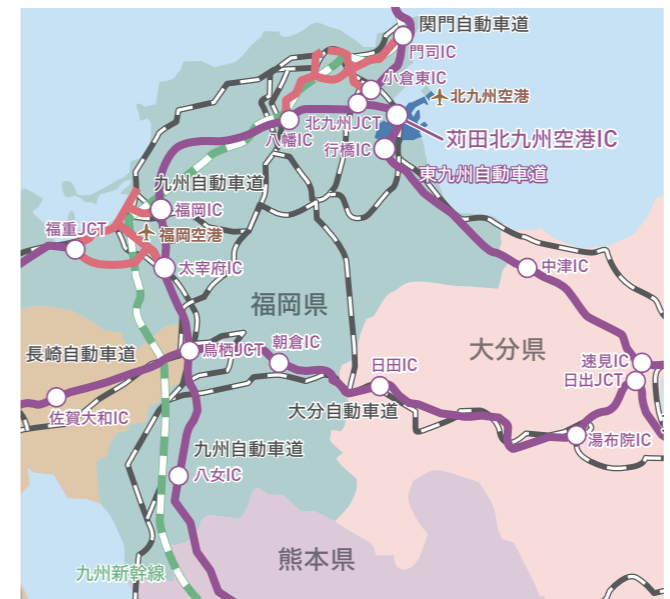 関門自動車道
門司IC
小倉東IC
北九州空港
北九州JCT
苅田北九州空港IC
八幡IC
行橋IC
東九州自動車道
九州自動車道
福岡IC
福重JCT
福岡空港
太宰府IC
中津IC
福岡県
大分県
長崎自動車道
鳥栖JCT
朝倉IC
速見IC
日田IC
日出JCT
佐賀大和IC
大分自動車道
湯布院IC
九州自動車道
八女IC
熊本県
九州新幹線